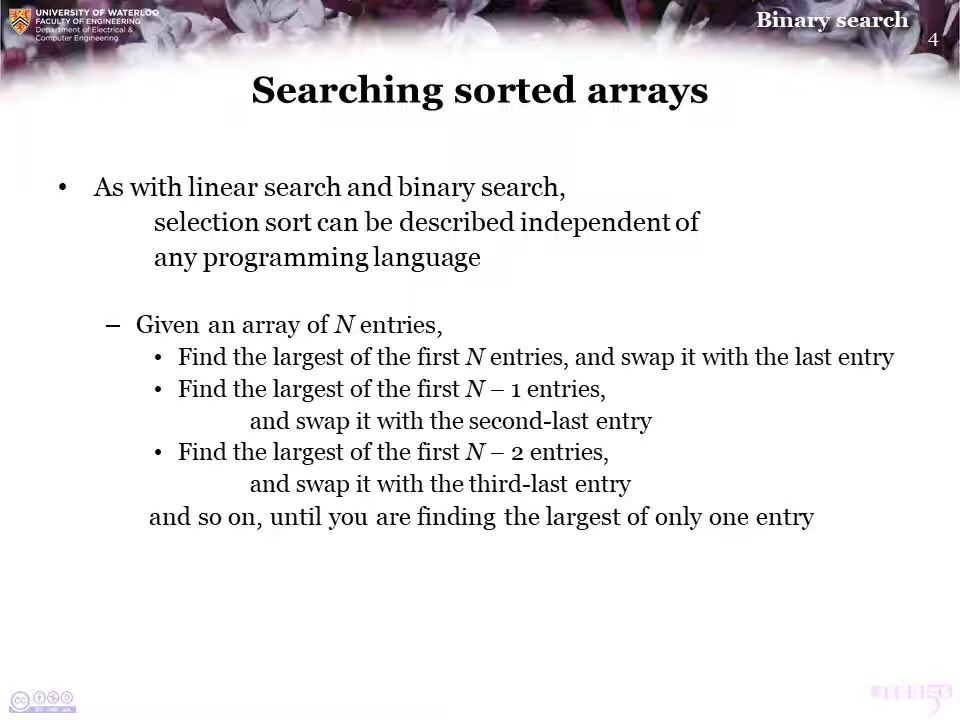 UNIVERSITY OF WATERLOO
FACULTY OF ENGINEERING
Department of Electrical &
Computer Engineering
Binary search
4
Searching sorted arrays
• As with linear search and binary search,
selection sort can be described independent of
any programming language
– Given an array of N entries,
• Find the largest of the first N entries, and swap it with the last entry
• Find the largest of the first N – 1 entries,
and swap it with the second-last entry
• Find the largest of the first N – 2 entries,
and swap it with the third-last entry
and so on, until you are finding the largest of only one entry